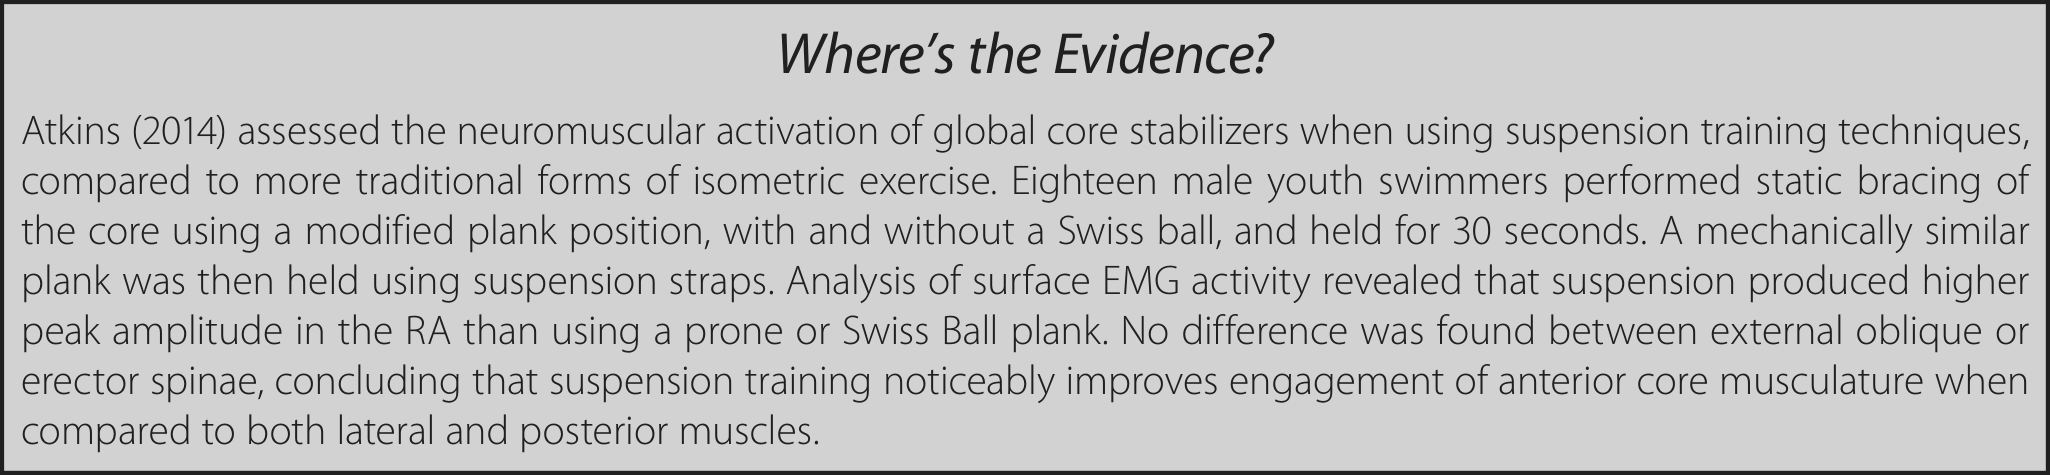 Where’s the Evidence?
Atkins (2014) assessed the neuromuscular activation of global core stabilizers when using suspension training techniques,
compared to more traditional forms of isometric exercise. Eighteen male youth swimmers performed static bracing of
the core using a modified plank position, with and without a Swiss ball, and held for 30 seconds. A mechanically similar
plank was then held using suspension straps. Analysis of surface EMG activity revealed that suspension produced higher
peak amplitude in the RA than using a prone or Swiss Ball plank. No difference was found between external oblique or
erector spinae, concluding that suspension training noticeably improves engagement of anterior core musculature when
compared to both lateral and posterior muscles.